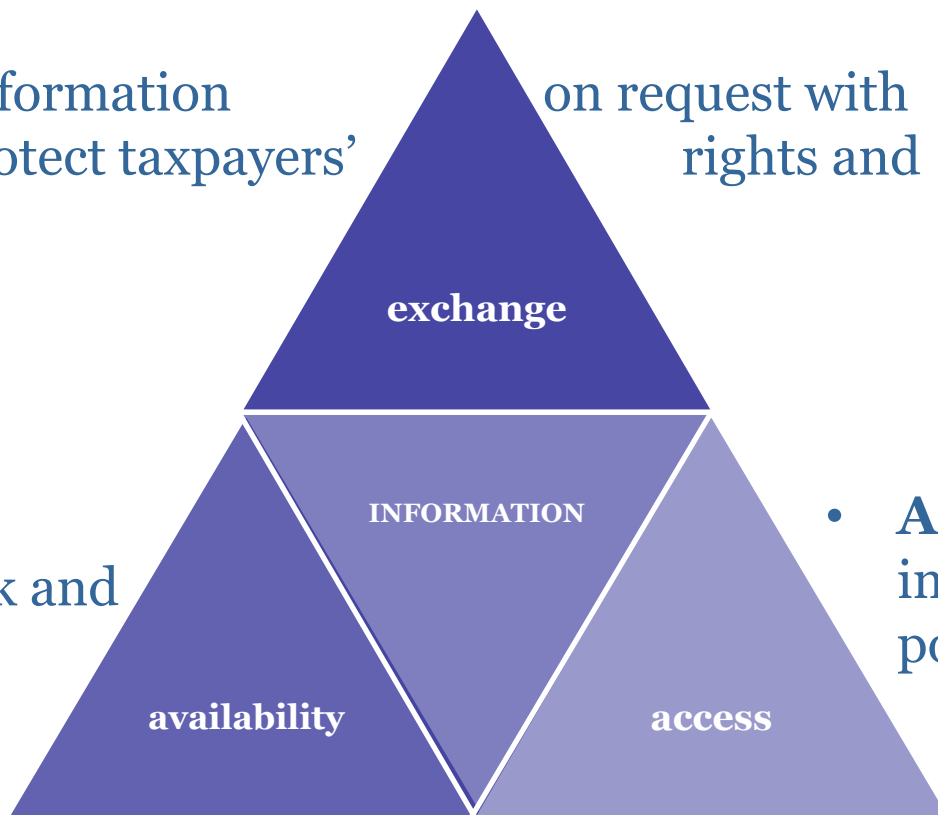 formation on request with
otect taxpayers’ rights and
exchange
INFORMATION
• A
in
k and
po
availability
access